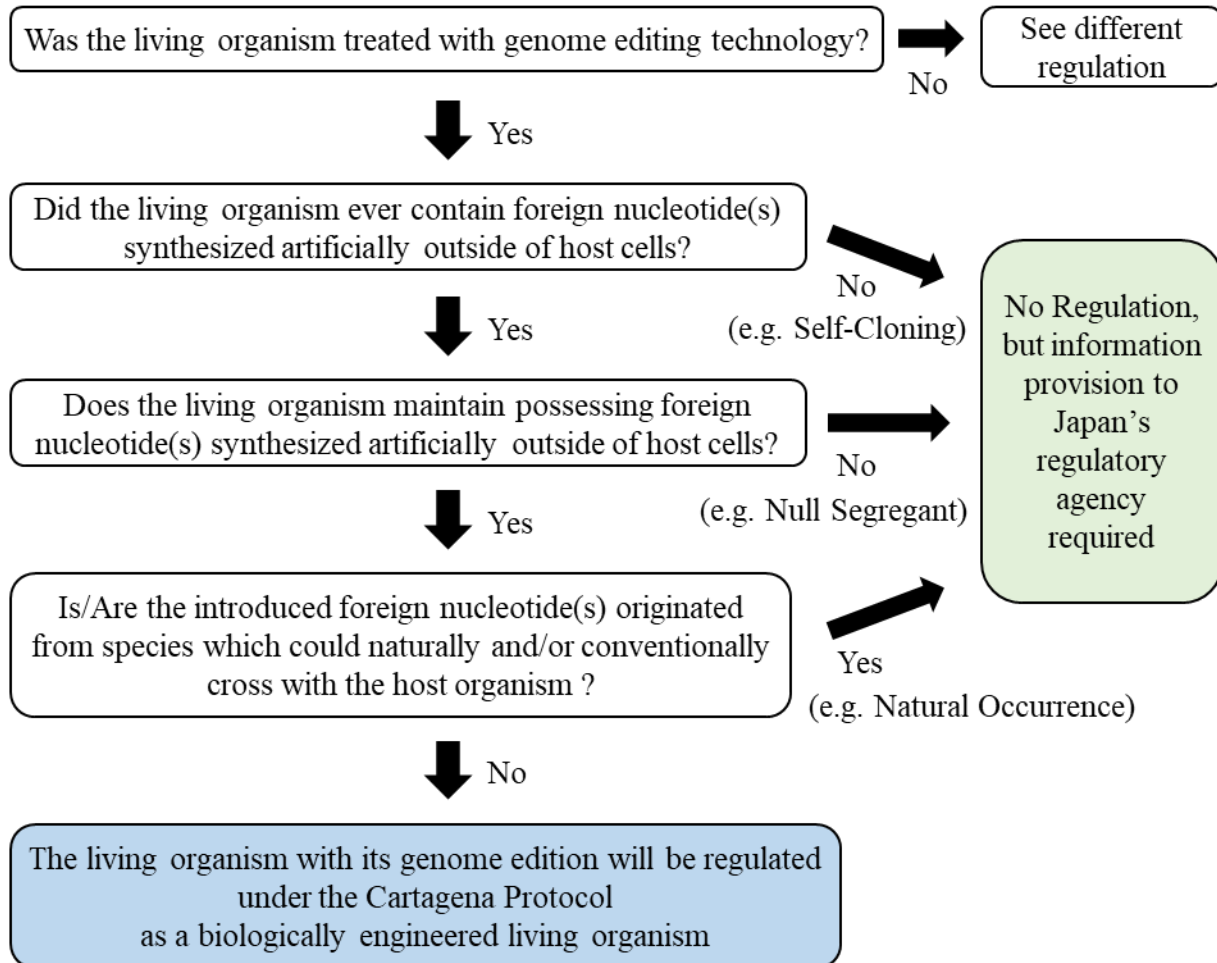 Was the living organism treated with genome editing technology?
No
See different
regulation
Yes
Did the living organism ever contain foreign nucleotide(s)
synthesized artificially outside of host cells?
No
(e.g. Self-Cloning)
Yes
Does the living organism maintain possessing foreign
nucleotide(s) synthesized artificially outside of host cells?
No
(e.g. Null Segregant)
Yes
Is/Are the introduced foreign nucleotide(s) originated
from species which could naturally and/or conventionally
cross with the host organism ?
Yes
(e.g. Natural Occurrence)
No Regulation,
but information
provision to
Japan’s
regulatory
agency
required
No
The living organism with its genome edition will be regulated
under the Cartagena Protocol
as a biologically engineered living organism